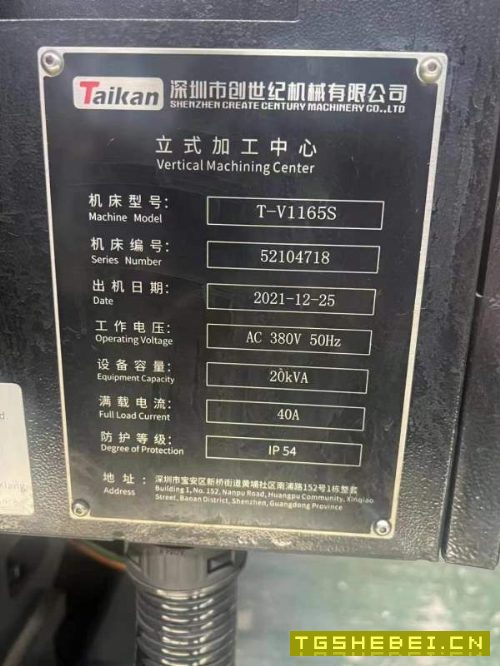 Taikan 深圳市创世纪机械有限公司
SHENZHEN CREATE CENTURY MACHINERY CO.,LTD
立式加工中心
Vertical Machining Center
机床型号: T-V1165S
Machine Model
机床编号: 52104718
Series Number
出机日期: 2021-12-25
Date
工作电压: AC 380V 50Hz
Operating Voltage
设备容量: 20kVA
Equipment Capacity
满载电流: 40A
Full Load Current
防护等级: IP 54
Degree of Protection
地址: 深圳市宝安区新桥街道黄埔社区南浦路152号1栋整套
Address Building 1, No. 152, Nanpu Road, Huangpu Community, Xinqiao
Street, Baoan District, Shenzhen, Guangdong Province
TGSHEBEI.CN